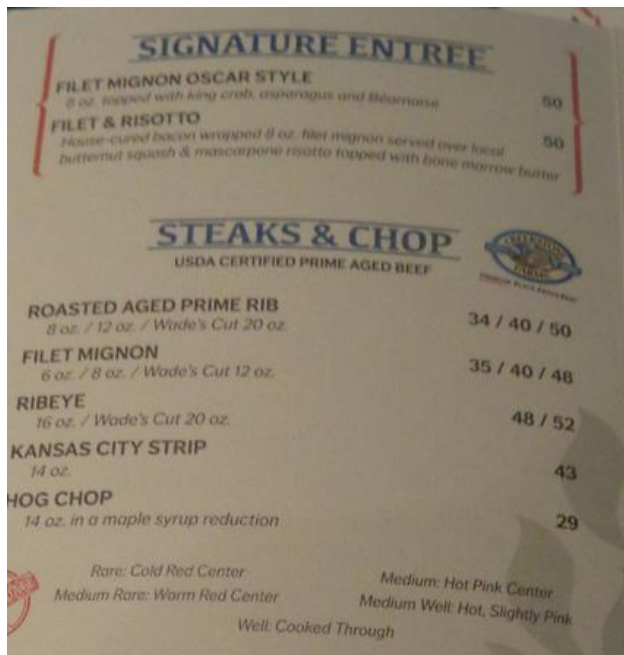 SIGNATURE ENTREE
FILET MIGNON OSCAR STYLE
8 oz. topped with king crab, asparagus and Béarnaise 50
FILET & RISOTTO
House-cured bacon wrapped 8 oz. filet mignon served over local 50
butternut squash & mascarpone risotto topped with bone marrow butter
STEAKS & CHOP
USDA CERTIFIED PRIME AGED BEEF
CREEKSTONE
FARMS
PREMIUM BLACK ANGUS BEEF
ROASTED AGED PRIME RIB
8 oz. / 12 oz. / Wade's Cut 20 oz. 34 / 40 / 50
FILET MIGNON
6 oz. / 8 oz. / Wade's Cut 12 oz. 35 / 40 / 48
RIBEYE
16 oz. / Wade's Cut 20 oz. 48 / 52
KANSAS CITY STRIP
14 oz. 43
HOG CHOP
14 oz. in a maple syrup reduction 29
Rare: Cold Red Center
Medium: Hot Pink Center
Medium Rare: Warm Red Center
Medium Well: Hot, Slightly Pink
Well: Cooked Through